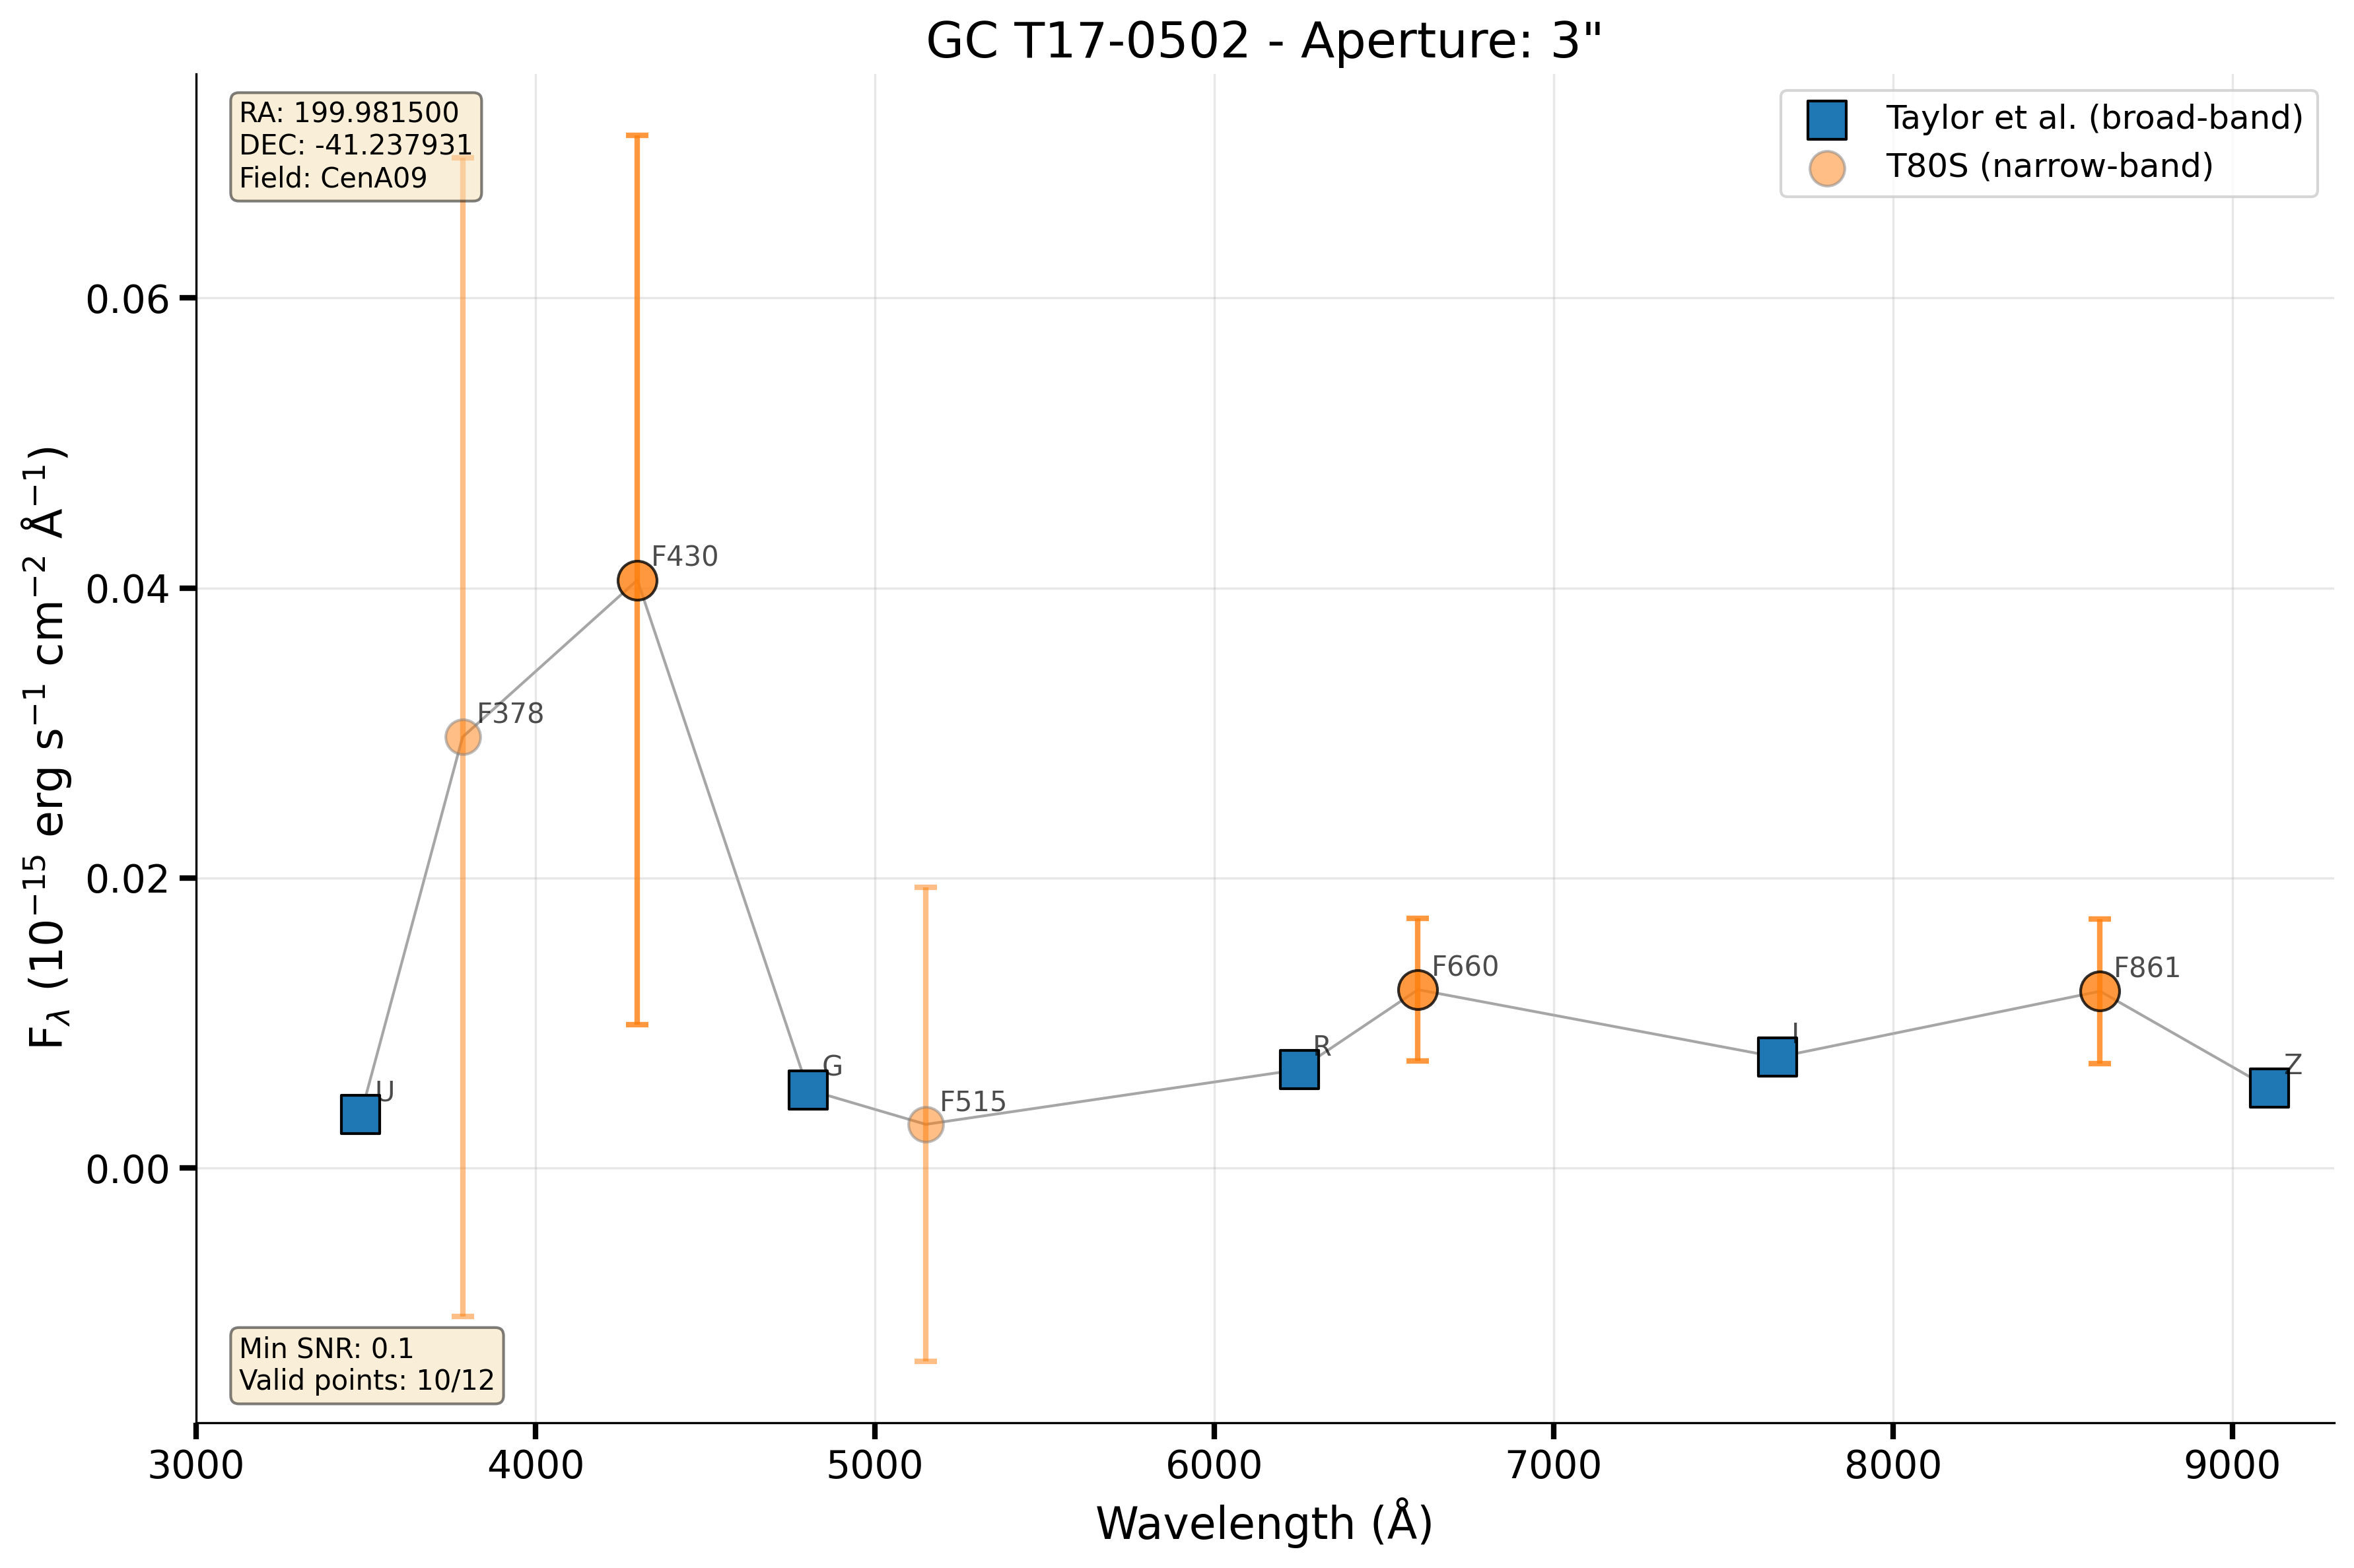 GC T17-0502 - Aperture: 3"
RA: 199.981500
DEC: -41.237931
Field: CenA09
Taylor et al. (broad-band)
T80S (narrow-band)
0.06
0.04
0.02
0.00
F_λ (10⁻¹⁵ erg s⁻¹ cm⁻² Å⁻¹)
U
F378
F430
G
F515
R
F660
I
F861
Z
Min SNR: 0.1
Valid points: 10/12
3000 4000 5000 6000 7000 8000 9000
Wavelength (Å)